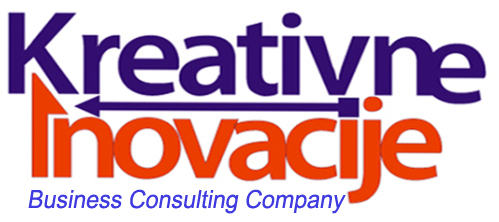 Kreativne
Inovacije
Business Consulting Company